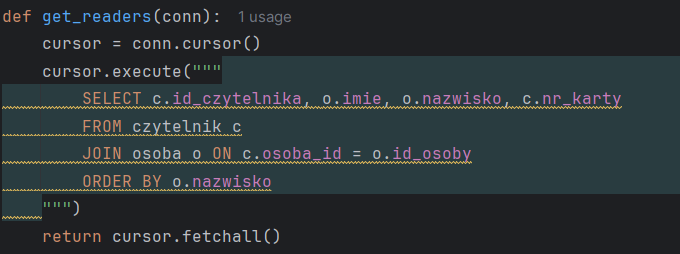 def get_readers(conn): 1 usage
    cursor = conn.cursor()
    cursor.execute("""
        SELECT c.id_czytelnika, o.imie, o.nazwisko, c.nr_karty
        FROM czytelnik c
        JOIN osoba o ON c.osoba_id = o.id_osoby
        ORDER BY o.nazwisko
    """)
    return cursor.fetchall()